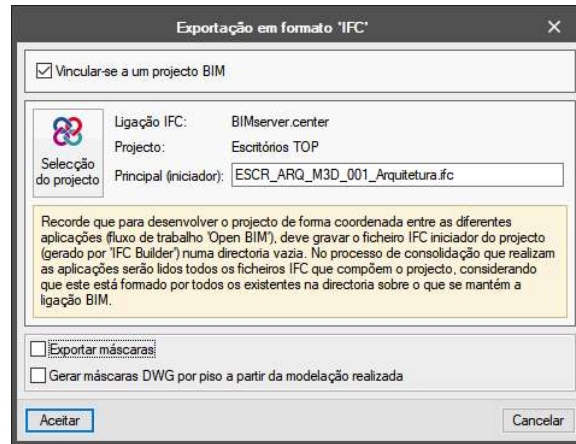 Exportação em formato 'IFC'
Vincular-se a um projecto BIM
Selecção
do projecto
Ligação IFC: BIMserver.center
Projecto: Escritórios TOP
Principal (iniciador): ESCR_ARQ_M3D_001_Arquitetura.ifc
Recorde que para desenvolver o projecto de forma coordenada entre as diferentes
aplicações (fluxo de trabalho 'Open BIM'), deve gravar o ficheiro IFC iniciador do projecto
(gerado por 'IFC Builder') numa directoria vazia. No processo de consolidação que realizam
as aplicações serão lidos todos os ficheiros IFC que compõem o projecto, considerando
que este está formado por todos os existentes na directoria sobre o que se mantém a
ligação BIM.
Exportar máscaras
Gerar máscaras DWG por piso a partir da modelação realizada
Aceitar Cancelar